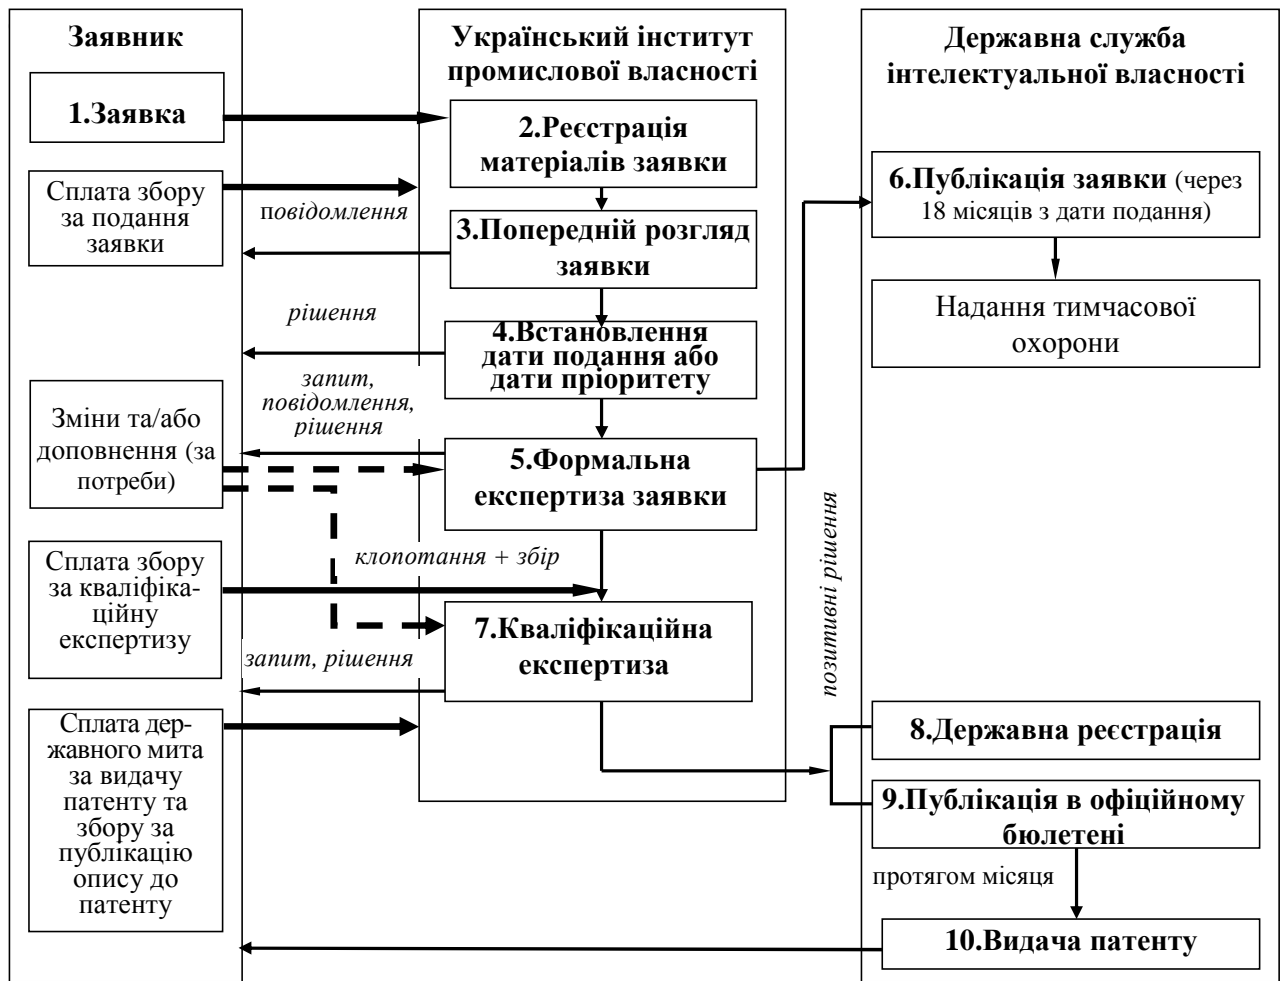 Заявник
1.Заявка
Сплата збору
за подання
заявки
Зміни та/або
доповнення (за
потреби)
Сплата збору
за кваліфіка-
ційну
експертизу
Сплата дер-
жавного мита
за видачу
патенту та
збору за
публікацію
опису до
патенту
повідомлення
рішення
запит,
повідомлення,
рішення
клопотання + збір
запит, рішення
Український інститут
промислової власності
2.Реєстрація
матеріалів заявки
3.Попередній розгляд
заявки
4.Встановлення
дати подання або
дати пріоритету
5.Формальна
експертиза заявки
7.Кваліфікаційна
експертиза
позитивні рішення
Державна служба
інтелектуальної власності
6.Публікація заявки (через
18 місяців з дати подання)
Надання тимчасової
охорони
8.Державна реєстрація
9.Публікація в офіційному
бюлетені
протягом місяця
10.Видача патенту